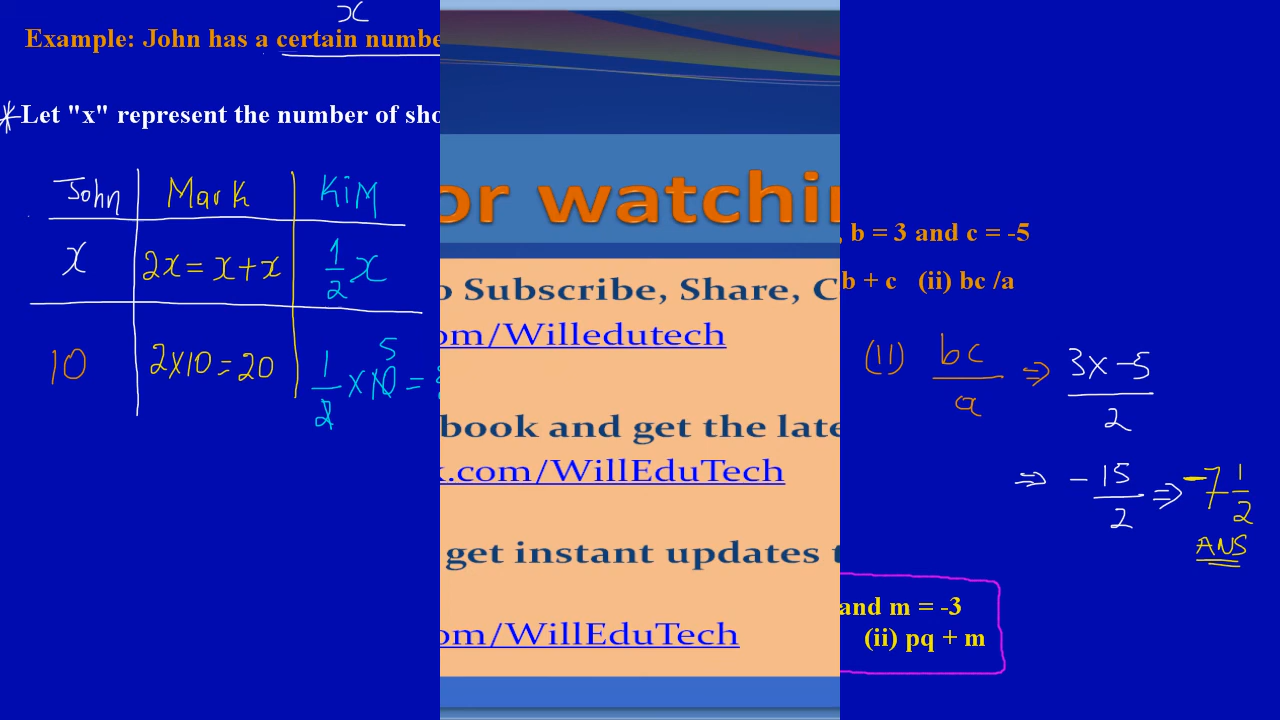 x
Example: John has a certain numbe
*Let "x" represent the number of sho
John Mark KiM
x 2x = x + x 1/2 x
10 2 x 10 = 20 1/2 x 10 =
5
or watchin
o Subscribe, Share, C
om/Willedutech
book and get the late
k.com/WillEduTech
get instant updates t
om/WillEduTech
, b = 3 and c = -5
b + c (ii) bc /a
(11) bc/a ⇒ 3x-5/2
⇒ -15/2 ⇒ -7 1/2
ANS
and m = -3
(ii) pq + m